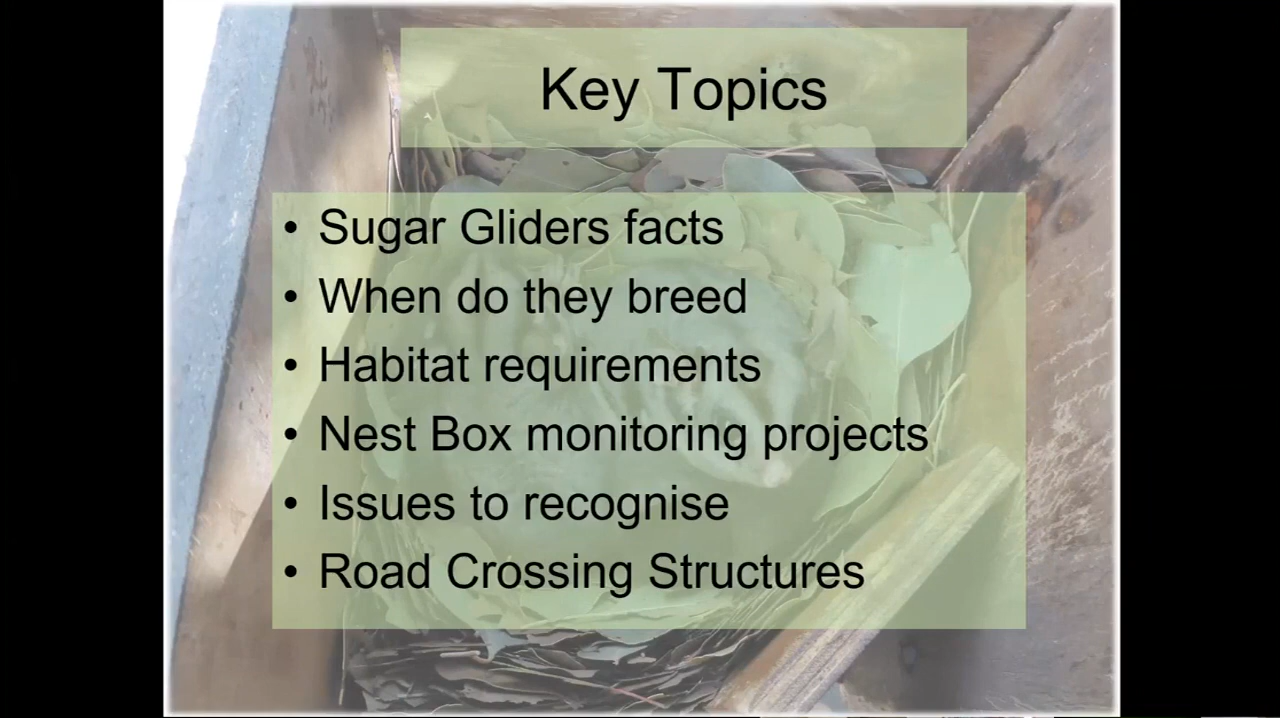 Key Topics
• Sugar Gliders facts
• When do they breed
• Habitat requirements
• Nest Box monitoring projects
• Issues to recognise
• Road Crossing Structures